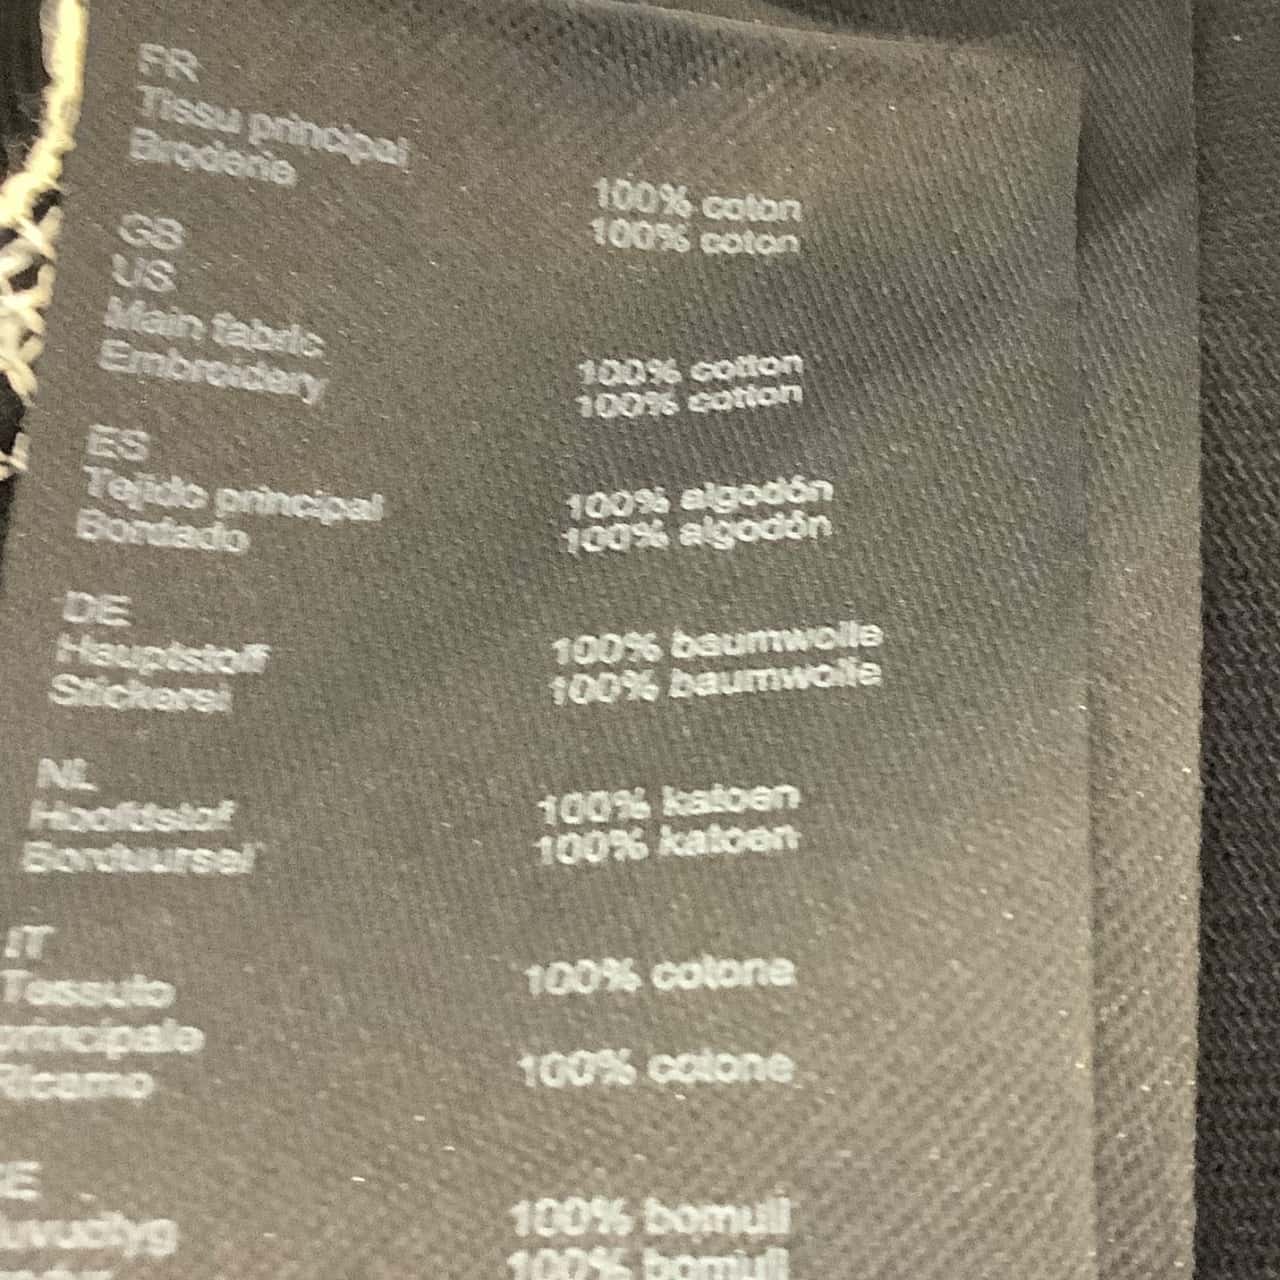 FR
Tissu principal 100% coton
Broderie 100% coton
GB
US
Main fabric 100% cotton
Embroidery 100% cotton
ES
Tejido principal 100% algodón
Bordado 100% algodón
DE
Hauptstoff 100% baumwolle
Stickerei 100% baumwolle
NL
Hoofdstof 100% katoen
Borduursel 100% katoen
IT
Tessuto 100% cotone
principale
Ricamo 100% cotone
100% bomull
100% bomull